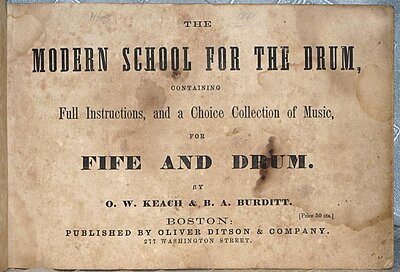 THE
MODERN SCHOOL FOR THE DRUM,
CONTAINING
Full Instructions, and a Choice Collection of Music,
FOR
FIFE AND DRUM.
BY
O. W. KEACH & B. A. BURDITT.
[Price 50 cts.]
BOSTON:
PUBLISHED BY OLIVER DITSON & COMPANY.
277 WASHINGTON STREET.